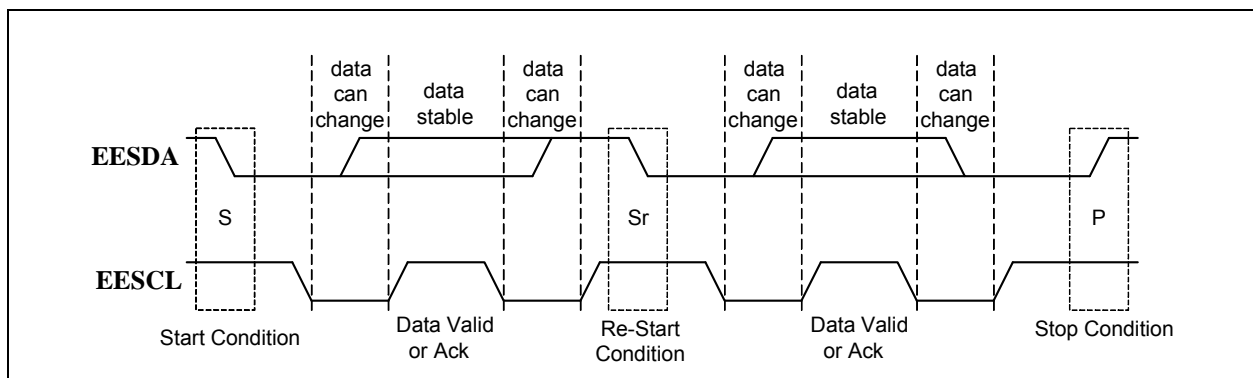 data
can
change
data
stable
data
can
change
data
can
change
data
stable
data
can
change
EESDA
S
Sr
P
EESCL
Start Condition
Data Valid
or Ack
Re-Start
Condition
Data Valid
or Ack
Stop Condition